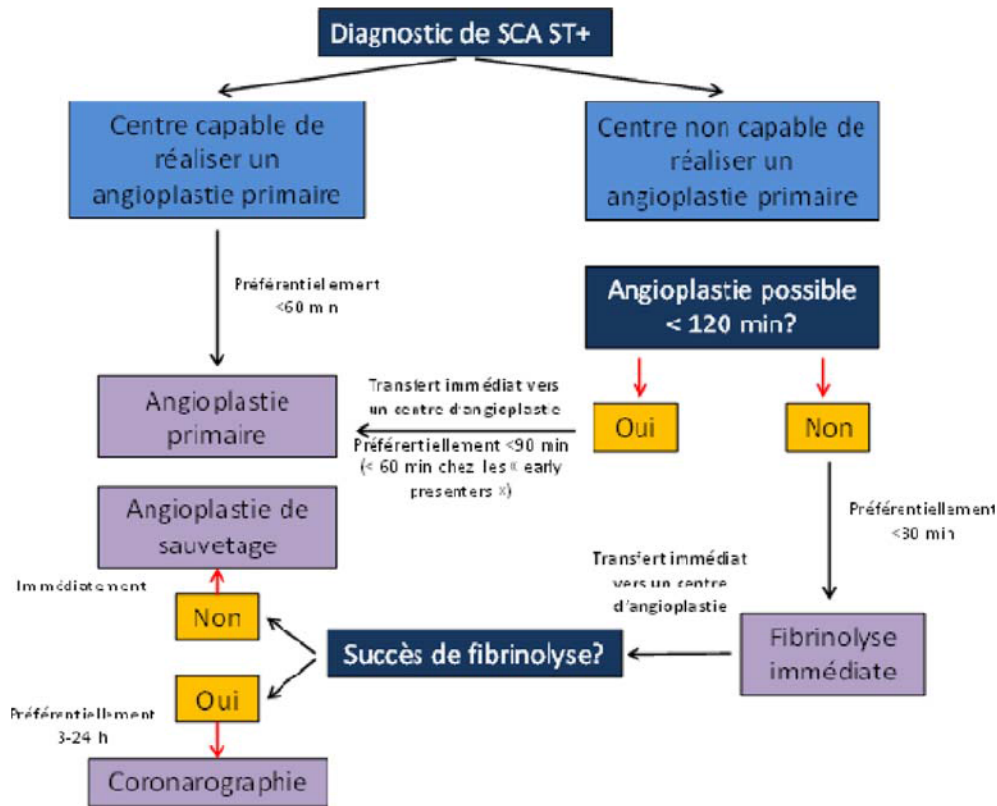 Diagnostic de SCA ST+
Centre capable de
réaliser un
angioplastie primaire
Centre non capable de
réaliser un
angioplastie primaire
Préférentiellement
<60 min
Angioplastie possible
< 120 min?
Angioplastie
primaire
Transfert immédiat vers
un centre d'angioplastie
Préférertiellement <90 min
(< 60 min chez les « early
presenters »)
Oui
Non
Angioplastie de
sauvetage
Préférentiellement
<30 min
Immédiatement
Non
Transfert immédiat
vers un centre
d'angioplastie
Succès de fibrinolyse?
Fibrinolyse
immédiate
Oui
Préférentiellement
3-24 h
Coronarographie